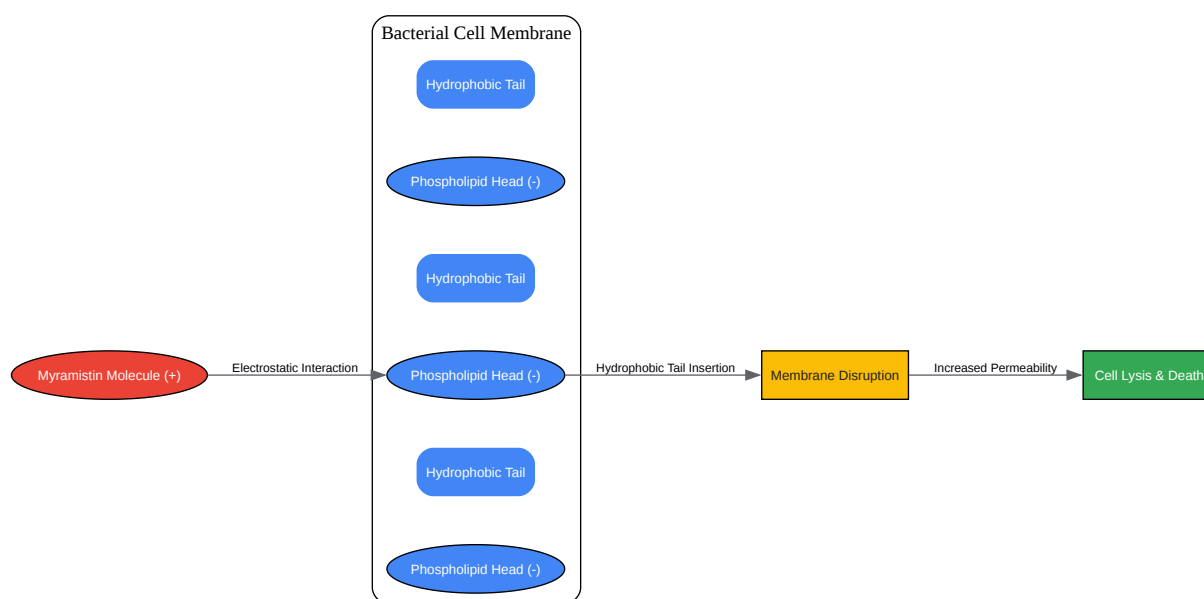 Bacterial Cell Membrane
Hydrophobic Tail
Phospholipid Head (-)
Hydrophobic Tail
Myramistin Molecule (+)
Electrostatic Interaction
Phospholipid Head (-)
Hydrophobic Tail Insertion
Membrane Disruption
Increased Permeability
Cell Lysis & Death
Hydrophobic Tail
Phospholipid Head (-)